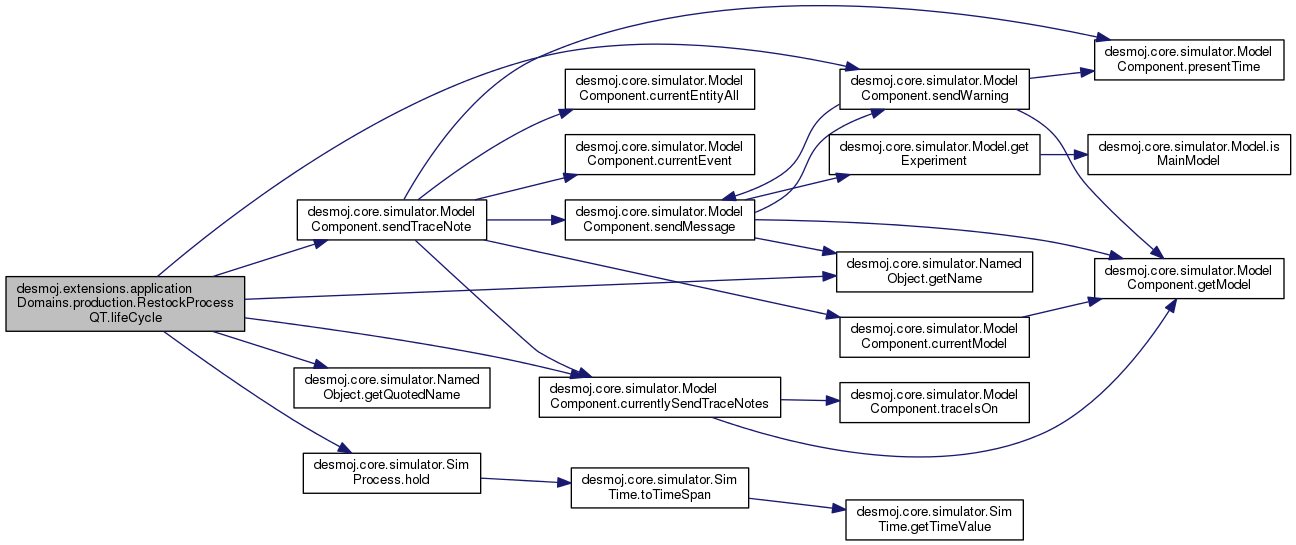 desmoj.extensions.application
Domains.production.RestockProcess
QT.lifeCycle
desmoj.core.simulator.Model
Component.sendTraceNote
desmoj.core.simulator.Named
Object.getQuotedName
desmoj.core.simulator.Sim
Process.hold
desmoj.core.simulator.Model
Component.currentEntityAll
desmoj.core.simulator.Model
Component.currentEvent
desmoj.core.simulator.Model
Component.sendMessage
desmoj.core.simulator.Model
Component.currentlySendTraceNotes
desmoj.core.simulator.Sim
Time.toTimeSpan
desmoj.core.simulator.Model
Component.sendWarning
desmoj.core.simulator.Model.get
Experiment
desmoj.core.simulator.Named
Object.getName
desmoj.core.simulator.Model
Component.currentModel
desmoj.core.simulator.Model
Component.traceIsOn
desmoj.core.simulator.Sim
Time.getTimeValue
desmoj.core.simulator.Model
Component.presentTime
desmoj.core.simulator.Model.is
MainModel
desmoj.core.simulator.Model
Component.getModel